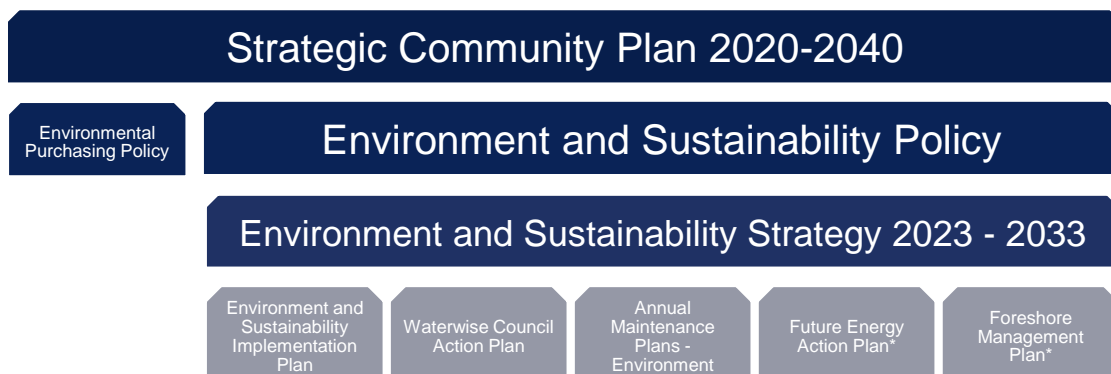 Strategic Community Plan 2020-2040
Environmental
Purchasing Policy
Environment and Sustainability Policy
Environment and Sustainability Strategy 2023 - 2033
Environment and
Sustainability
Implementation
Plan
Waterwise Council
Action Plan
Annual
Maintenance
Plans -
Environment
Future Energy
Action Plan*
Foreshore
Management
Plan*